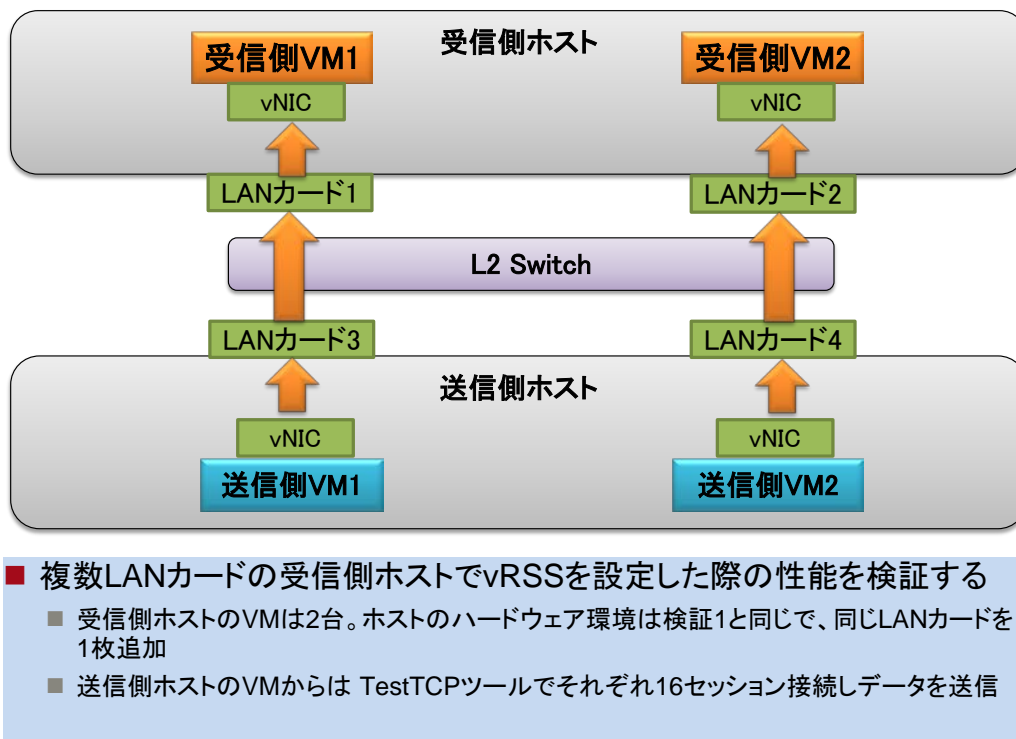 受信側ホスト
受信側VM1
受信側VM2
vNIC
vNIC
LANカード1
LANカード2
L2 Switch
LANカード3
LANカード4
送信側ホスト
vNIC
vNIC
送信側VM1
送信側VM2
複数LANカードの受信側ホストでvRSSを設定した際の性能を検証する
受信側ホストのVMは2台。ホストのハードウェア環境は検証1と同じで、同じLANカードを
1枚追加
送信側ホストのVMからは TestTCPツールでそれぞれ16セッション接続しデータを送信